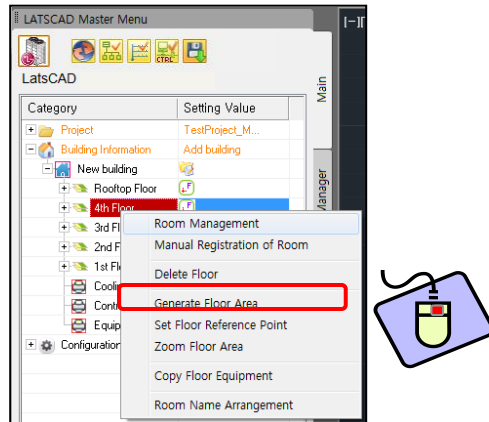 LATSCAD Master Menu
[-][
CTRL
LatsCAD
Main
Category Setting Value
Project TestProject_M...
Building Information Add building
New building
Rooftop Floor F
Manager
4th Floor F
3rd Fl
2nd F
1st Fl
Cooli
Contr
Equip
Configuration
Room Management
Manual Registration of Room
Delete Floor
Generate Floor Area
Set Floor Reference Point
Zoom Floor Area
Copy Floor Equipment
Room Name Arrangement